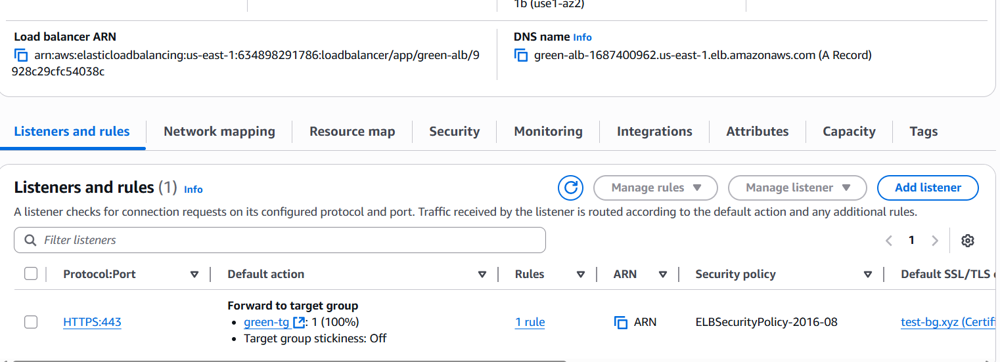 1b (use1-az2)
Load balancer ARN
arn:aws:elasticloadbalancing:us-east-1:634898291786:loadbalancer/app/green-alb/9
928c29cfc54038c
DNS name Info
green-alb-1687400962.us-east-1.elb.amazonaws.com (A Record)
Listeners and rules Network mapping Resource map Security Monitoring Integrations Attributes Capacity Tags
Listeners and rules (1) Info
Manage rules Manage listener Add listener
A listener checks for connection requests on its configured protocol and port. Traffic received by the listener is routed according to the default action and any additional rules.
Filter listeners
1
Protocol:Port Default action Rules ARN Security policy Default SSL/TLS
Forward to target group
HTTPS:443 • green-tg : 1 (100%) 1 rule ARN ELBSecurityPolicy-2016-08 test-bg.xyz (Certifi
• Target group stickiness: Off